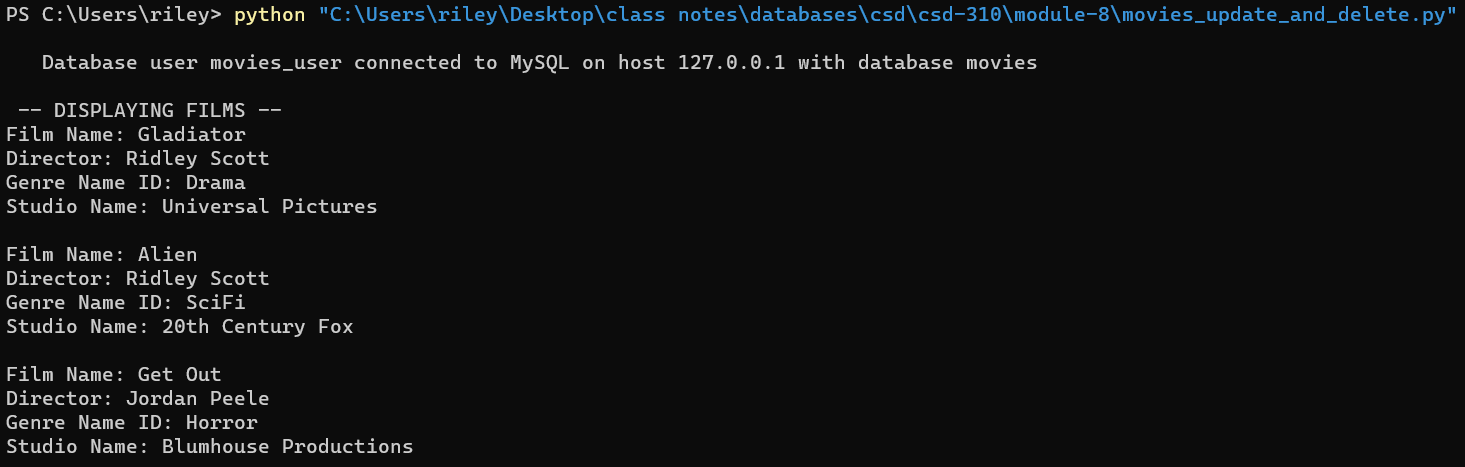 PS C:\Users\riley> python "C:\Users\riley\Desktop\class notes\databases\csd\csd-310\module-8\movies_update_and_delete.py"
Database user movies_user connected to MySQL on host 127.0.0.1 with database movies
-- DISPLAYING FILMS --
Film Name: Gladiator
Director: Ridley Scott
Genre Name ID: Drama
Studio Name: Universal Pictures
Film Name: Alien
Director: Ridley Scott
Genre Name ID: SciFi
Studio Name: 20th Century Fox
Film Name: Get Out
Director: Jordan Peele
Genre Name ID: Horror
Studio Name: Blumhouse Productions